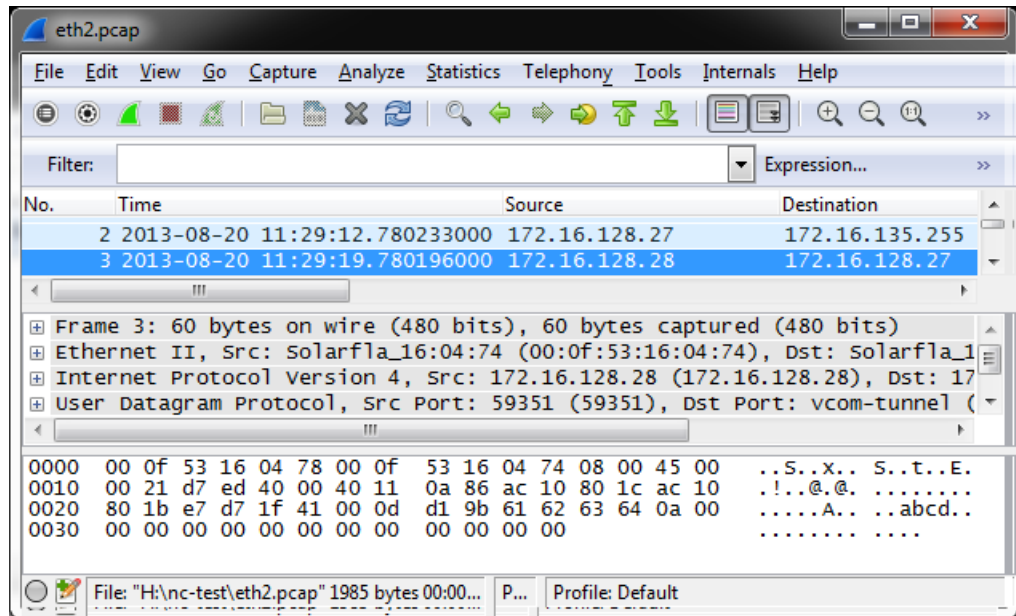 eth2.pcap
File Edit View Go Capture Analyze Statistics Telephony Tools Internals Help
Filter: Expression...
No. Time Source Destination
2 2013-08-20 11:29:12.780233000 172.16.128.27 172.16.135.255
3 2013-08-20 11:29:19.780196000 172.16.128.28 172.16.128.27
Frame 3: 60 bytes on wire (480 bits), 60 bytes captured (480 bits)
Ethernet II, Src: Solarfla_16:04:74 (00:0f:53:16:04:74), Dst: Solarfla_1
Internet Protocol Version 4, Src: 172.16.128.28 (172.16.128.28), Dst: 17
User Datagram Protocol, Src Port: 59351 (59351), Dst Port: vcom-tunnel (
0000 00 0f 53 16 04 78 00 0f 53 16 04 74 08 00 45 00 ..S..x.. S..t..E.
0010 00 21 d7 ed 40 00 40 11 0a 86 ac 10 80 1c ac 10 .!..@.@. ........
0020 80 1b e7 d7 1f 41 00 0d d1 9b 61 62 63 64 0a 00 .....A.. ..abcd..
0030 00 00 00 00 00 00 00 00 00 00 00 00 ........ ....
File: "H:\nc-test\eth2.pcap" 1985 bytes 00:00... P... Profile: Default